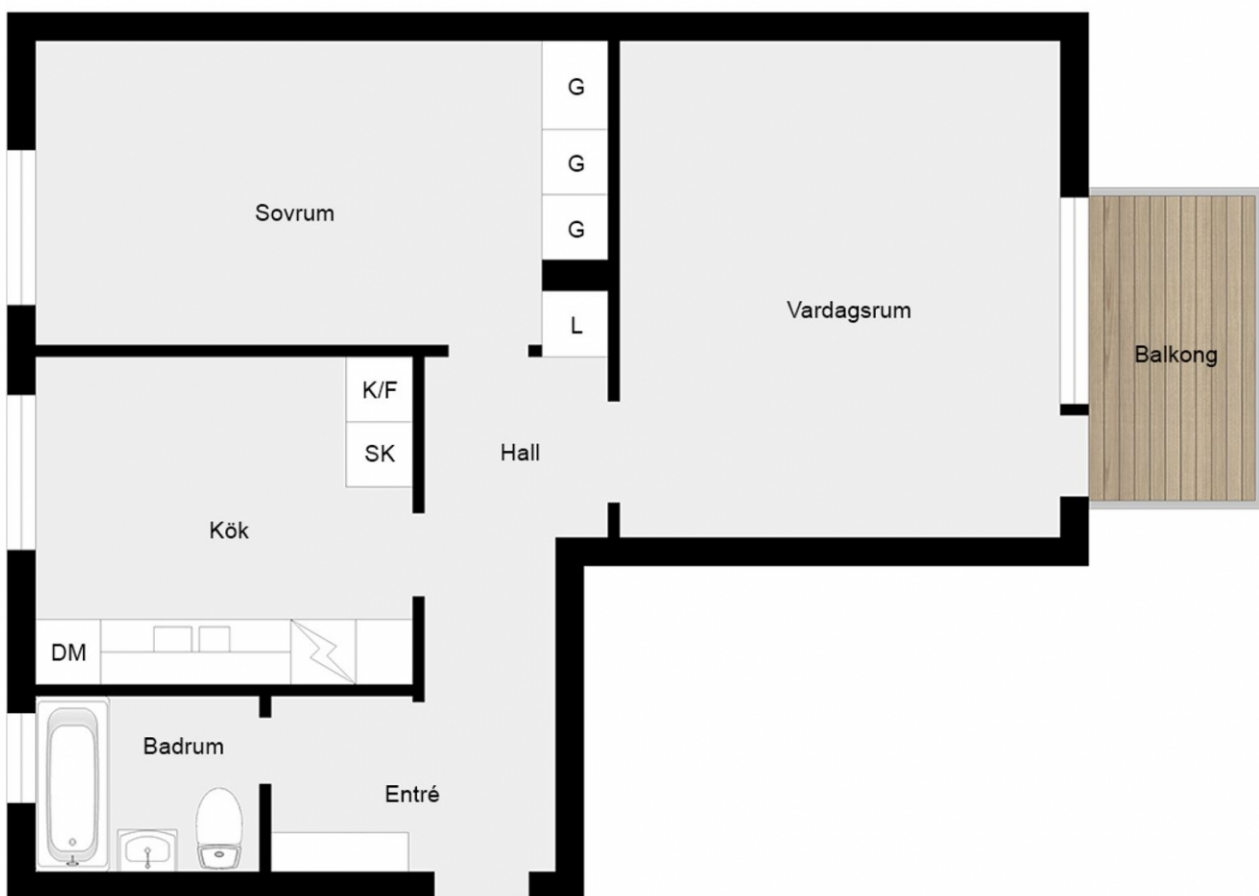 G
G
Sovrum
G
Vardagsrum
L
Balkong
K/F
SK
Hall
Kök
DM
Badrum
Entré